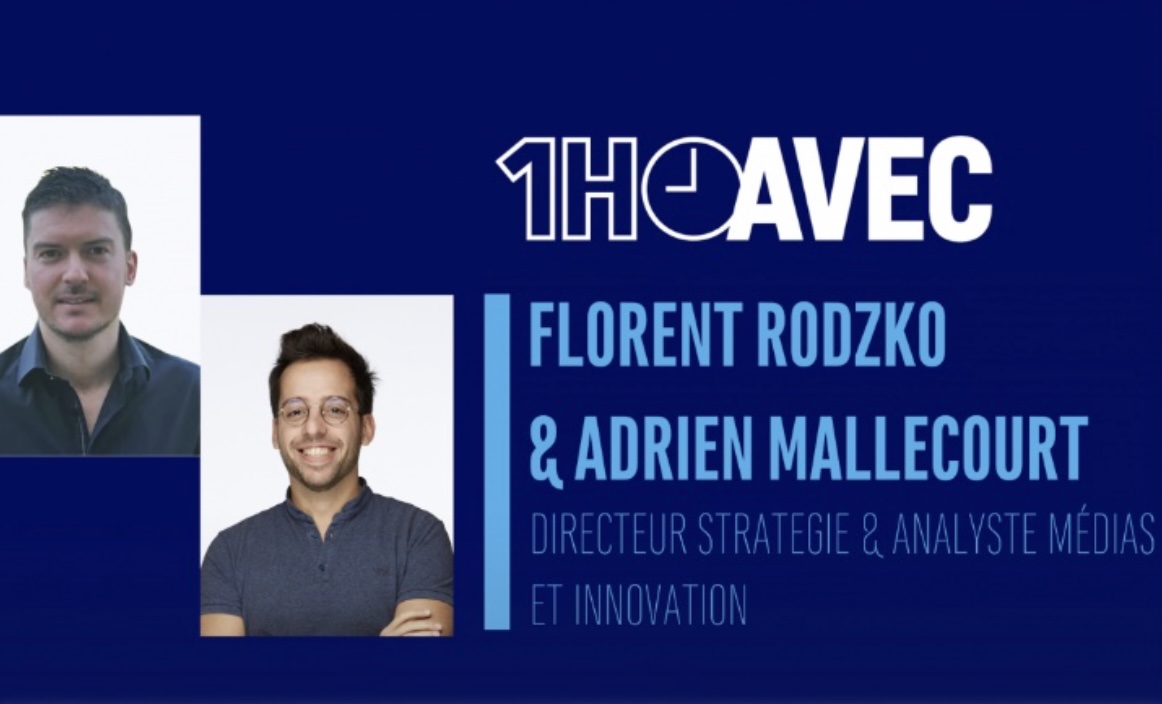 1H AVEC
FLORENT RODZKO
& ADRIEN MALLECOURT
DIRECTEUR STRATEGIE & ANALYSTE MÉDIAS
ET INNOVATION